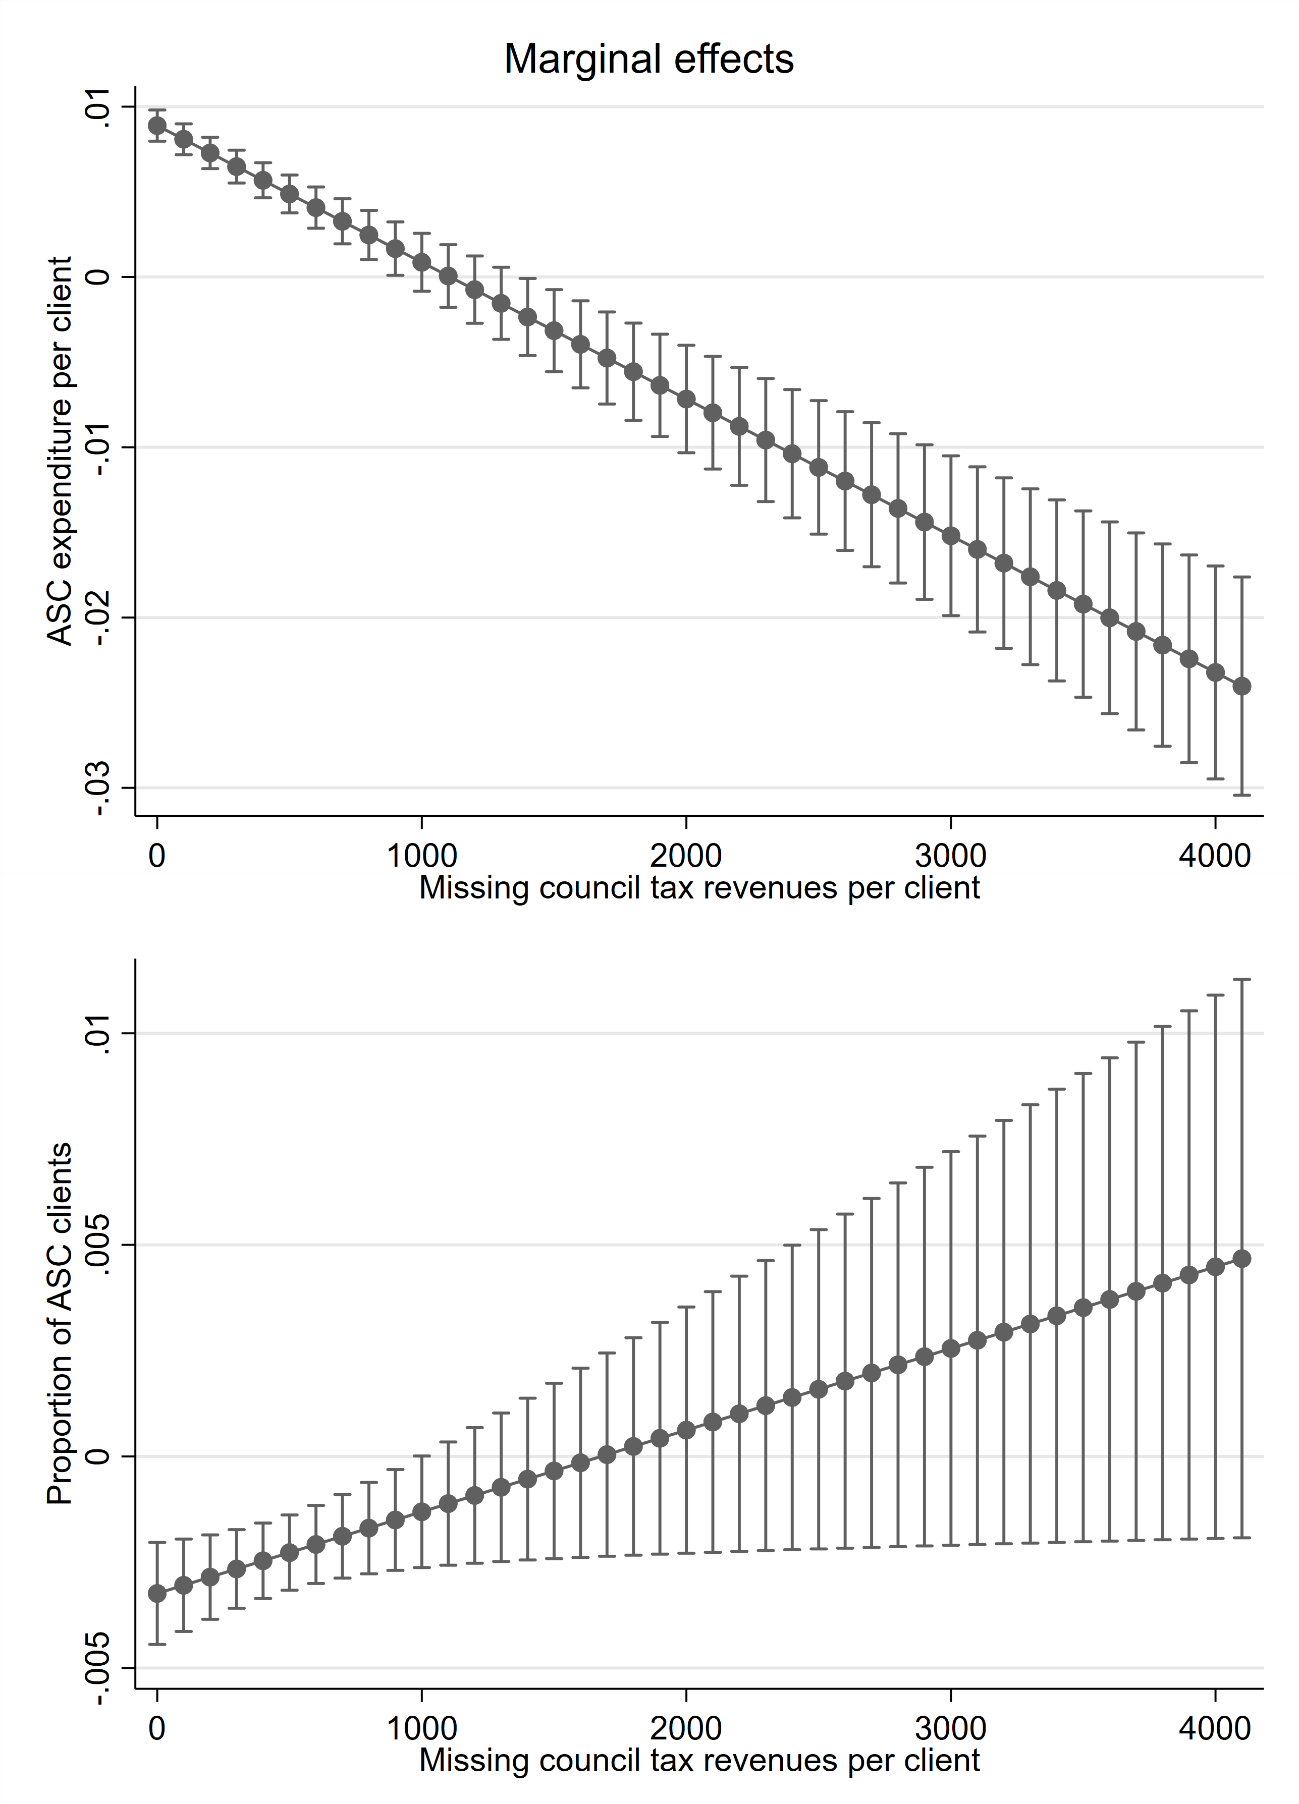 Marginal effects
.01
0
-.01
-.02
-.03
ASC expenditure per client
0 1000 2000 3000 4000
Missing council tax revenues per client
.01
.005
0
-.005
Proportion of ASC clients
0 1000 2000 3000 4000
Missing council tax revenues per client